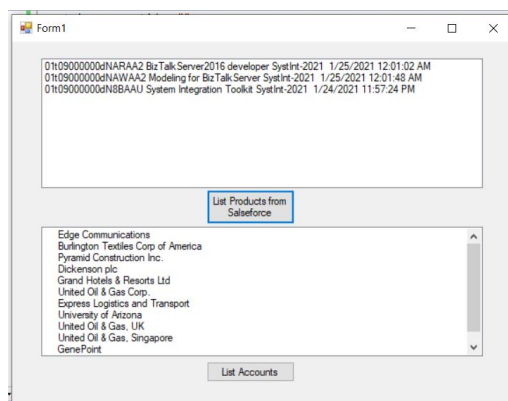 Form1
01t09000000dNARAA2 BizTalkServer2016 developer SystInt-2021 1/25/2021 12:01:02 AM
01t09000000dNAWAA2 Modeling for BizTalkServer SystInt-2021 1/25/2021 12:01:48 AM
01t09000000dN8BAAU System Integration Toolkit SystInt-2021 1/24/2021 11:57:24 PM
List Products from
Salseforce
Edge Communications
Burlington Textiles Corp of America
Pyramid Construction Inc.
Dickenson plc
Grand Hotels & Resorts Ltd
United Oil & Gas Corp.
Express Logistics and Transport
University of Arizona
United Oil & Gas, UK
United Oil & Gas, Singapore
GenePoint
List Accounts